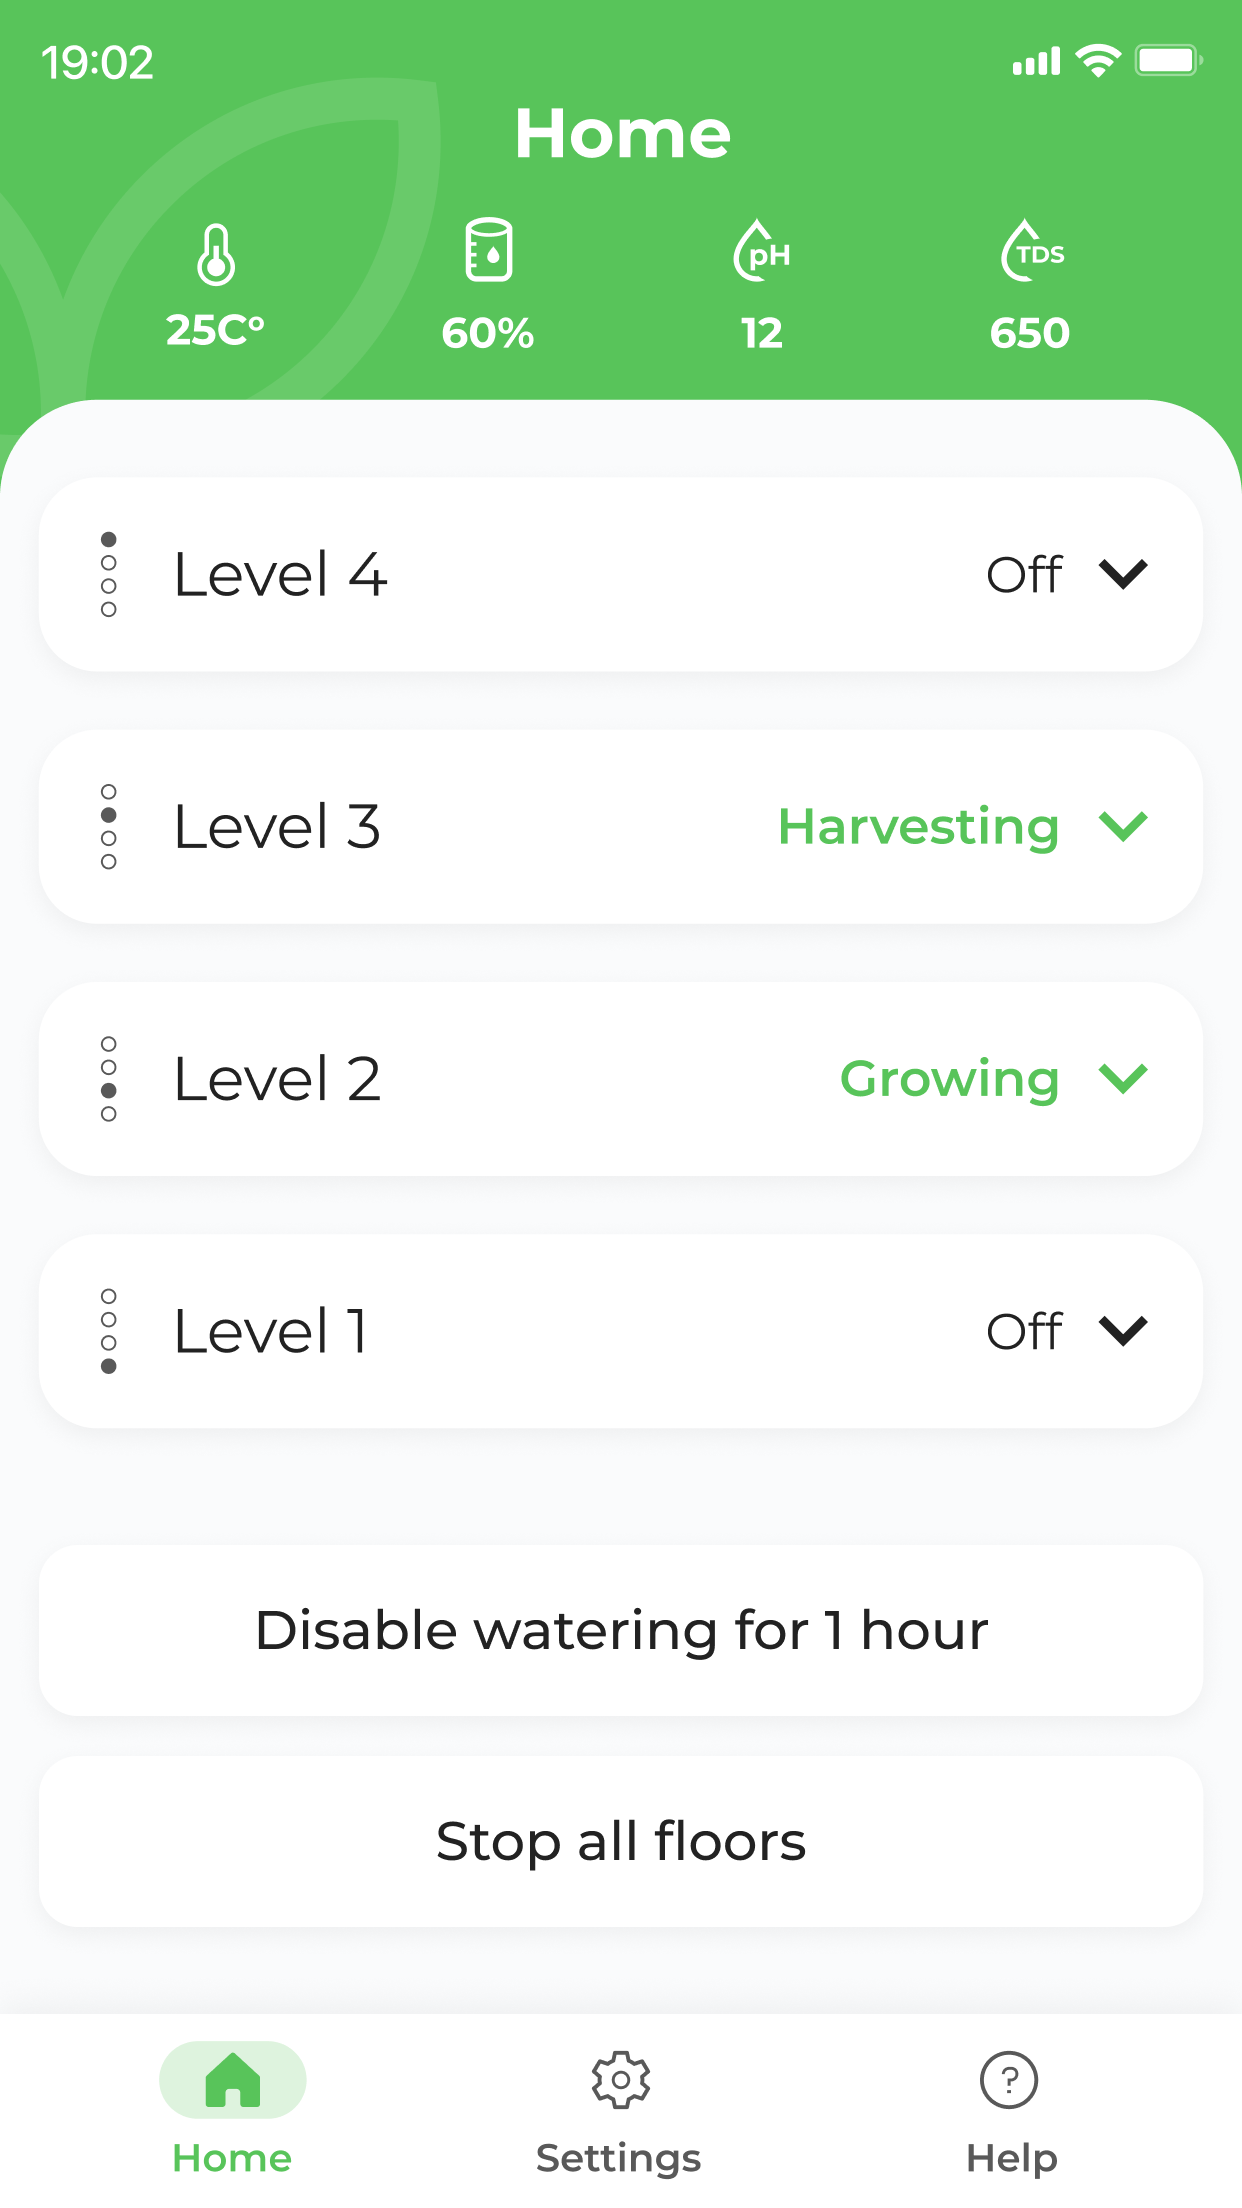 19:02
Home
pH
TDS
25Cº
60%
12
650
Level 4
Off
Level 3
Harvesting
Level 2
Growing
Level 1
Off
Disable watering for 1 hour
Stop all floors
?
Home
Settings
Help